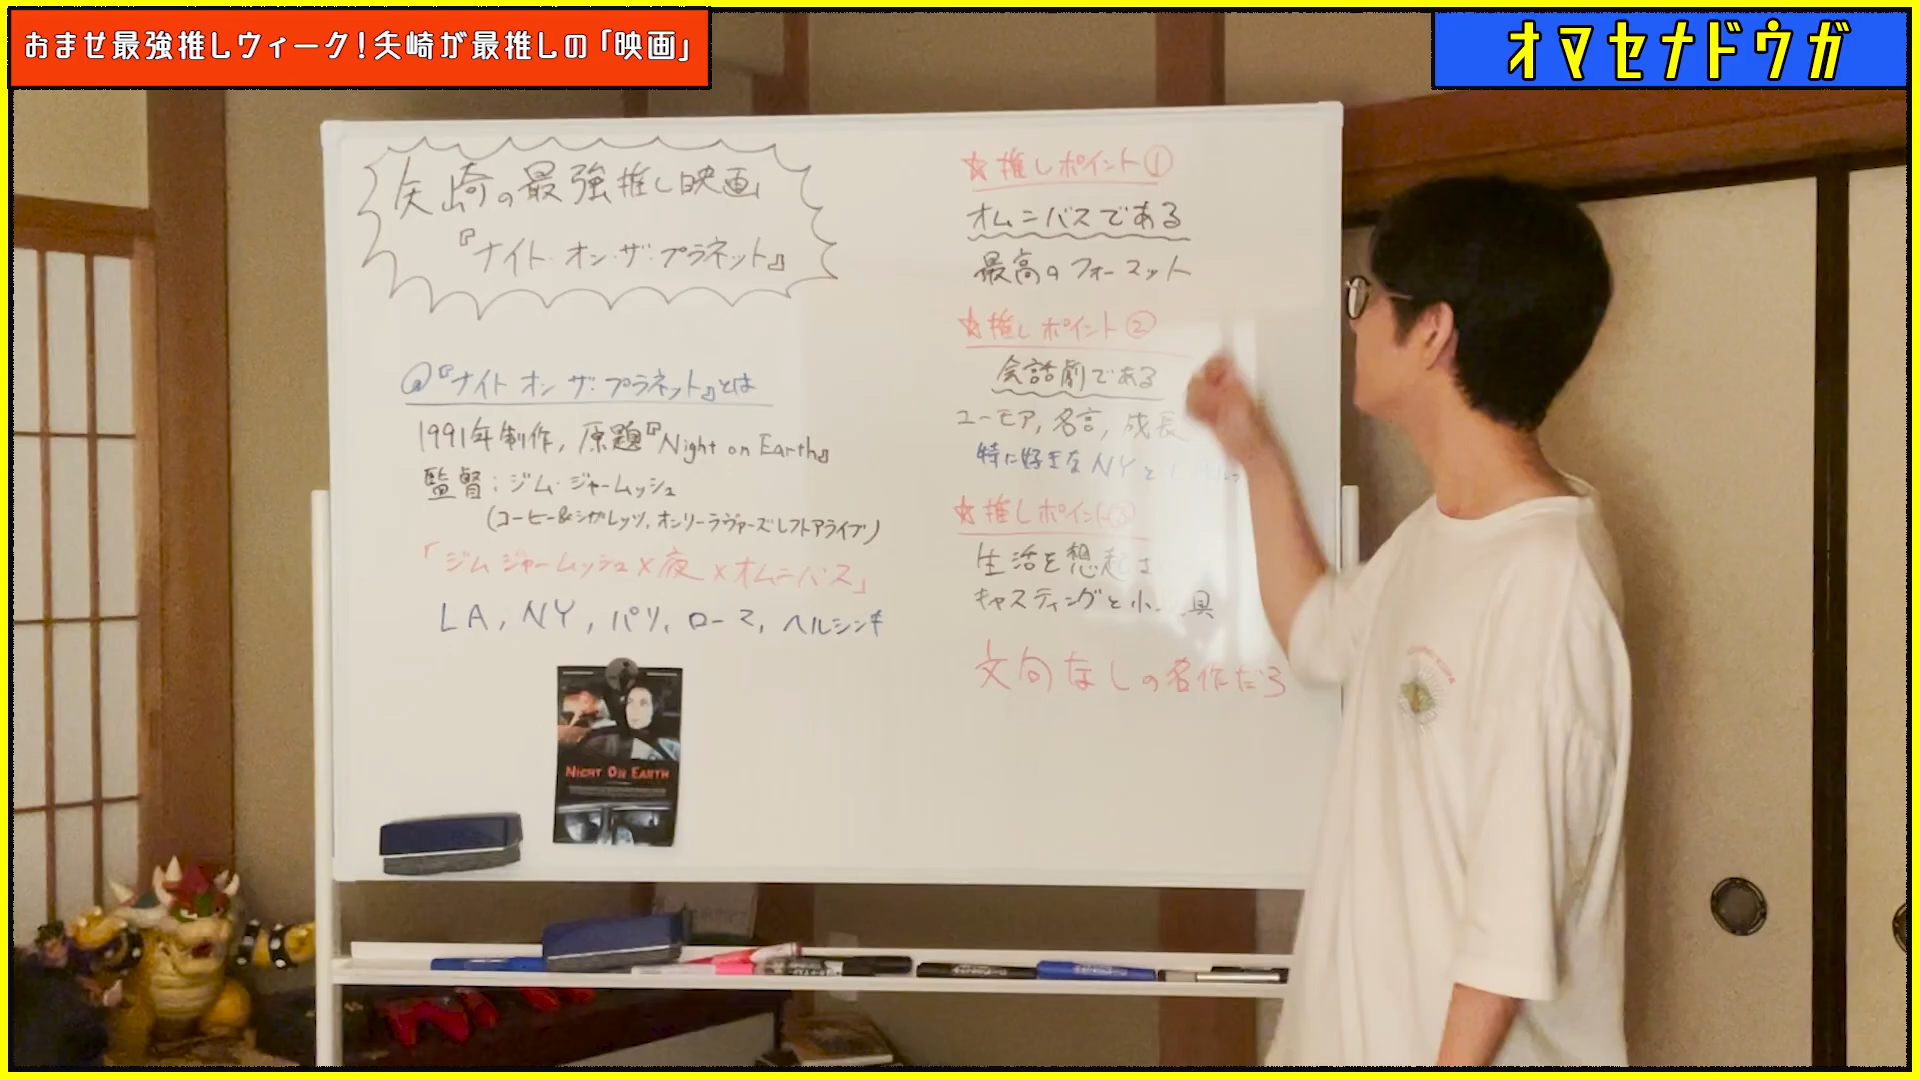 おませ最強推しウィーク！矢崎が最推しの「映画」
オマセナドウガ
矢崎の最強推し映画
『ナイト・オン・ザ・プラネット』
『ナイト オン ザ・プラネット』とは
1991年制作, 原題『Night on Earth』
監督：ジム・ジャームッシュ
(コーヒー&シガレッツ, オンリーラヴァーズレフトアライブ)
「ジム ジャームッシュ×夜×オムニバス」
LA, NY, パリ, ローマ, ヘルシンキ
NIGHT ON EARTH
☆推しポイント①
オムニバスである
最高のフォーマット
☆推しポイント②
会話劇である
ユーモア, 名言, 成長
特に好きなNYと
☆推しポイント③
生活を想起さ
キャスティングと小 具
文句なしの名作だろ